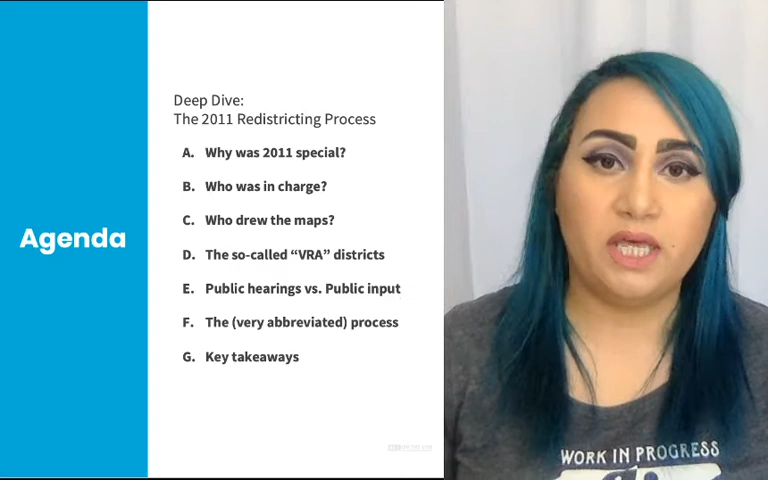 Agenda
Deep Dive:
The 2011 Redistricting Process
A. Why was 2011 special?
B. Who was in charge?
C. Who drew the maps?
D. The so-called “VRA” districts
E. Public hearings vs. Public input
F. The (very abbreviated) process
G. Key takeaways
WORK IN PROGRESS